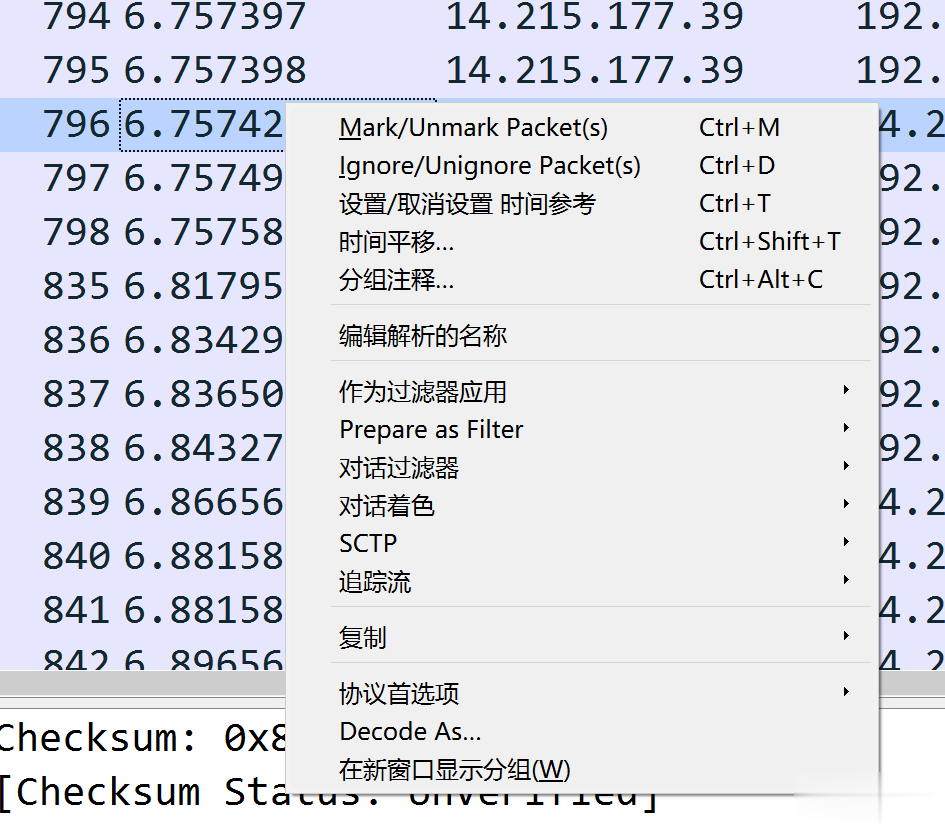 794 6.757397 14.215.177.39 192.
795 6.757398 14.215.177.39 192.
796 6.75742 4.2
Mark/Unmark Packet(s) Ctrl+M
Ignore/Unignore Packet(s) Ctrl+D
797 6.75749 92.
设置/取消设置 时间参考 Ctrl+T
798 6.75758 92.
时间平移... Ctrl+Shift+T
835 6.81795 92.
分组注释... Ctrl+Alt+C
836 6.83429 92.
编辑解析的名称
837 6.83650 92.
作为过滤器应用
Prepare as Filter
838 6.84327 92.
对话过滤器
839 6.86656 4.2
对话着色
840 6.88158 4.2
SCTP
追踪流
841 6.88158 4.2
复制
842 6.89656 4.2
协议首选项
Checksum: 0x8
Decode As...
在新窗口显示分组(W)
[Checksum Status: Unverified]